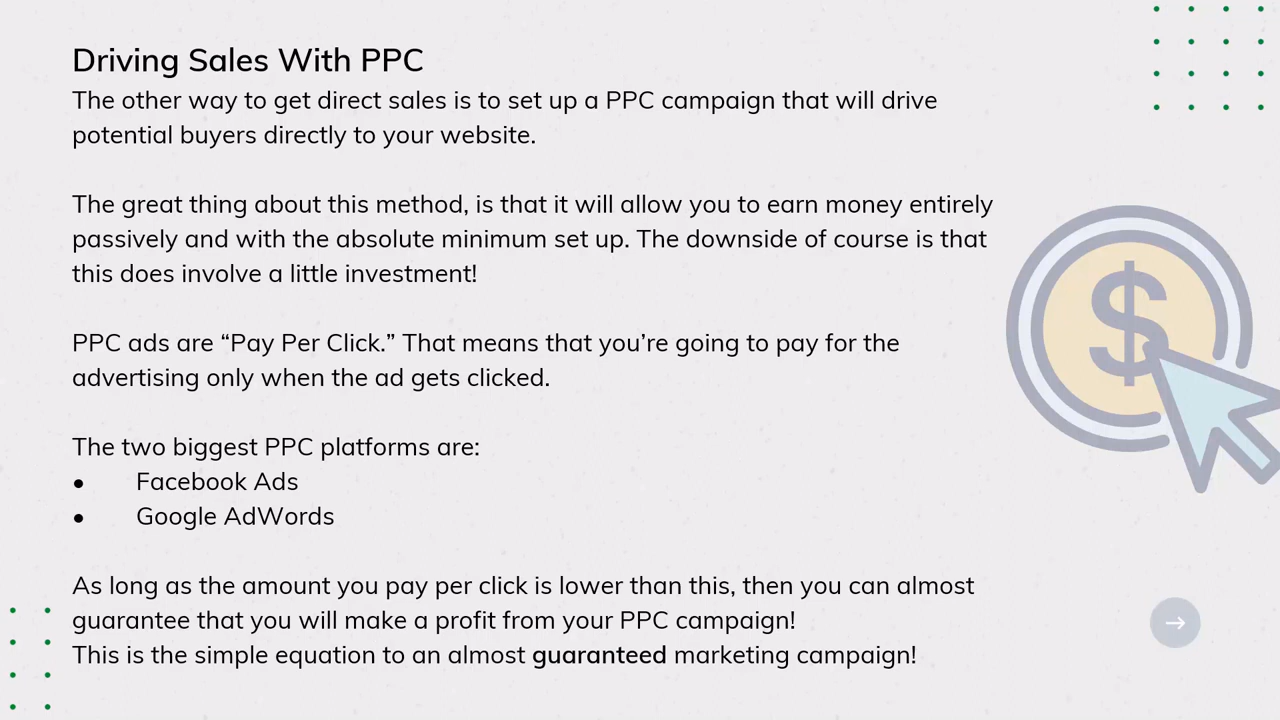 Driving Sales With PPC
The other way to get direct sales is to set up a PPC campaign that will drive
potential buyers directly to your website.
The great thing about this method, is that it will allow you to earn money entirely
passively and with the absolute minimum set up. The downside of course is that
this does involve a little investment!
PPC ads are “Pay Per Click.” That means that you’re going to pay for the
advertising only when the ad gets clicked.
The two biggest PPC platforms are:
• Facebook Ads
• Google AdWords
As long as the amount you pay per click is lower than this, then you can almost
guarantee that you will make a profit from your PPC campaign!
This is the simple equation to an almost guaranteed marketing campaign!